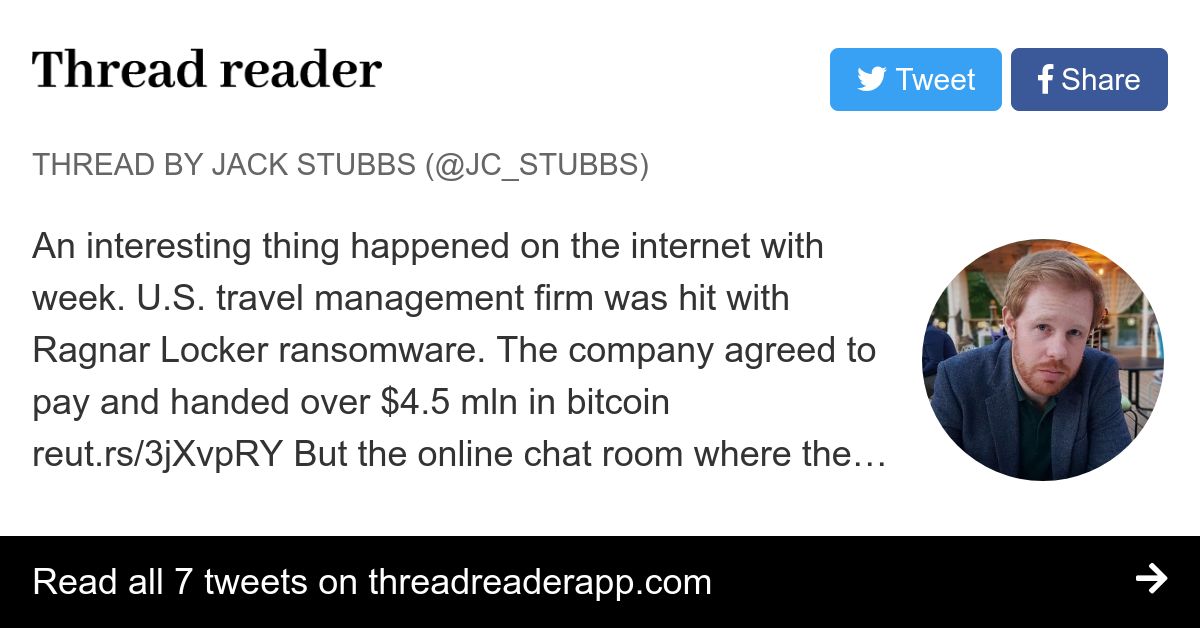 Thread reader
Tweet
Share
THREAD BY JACK STUBBS (@JC_STUBBS)
An interesting thing happened on the internet with
week. U.S. travel management firm was hit with
Ragnar Locker ransomware. The company agreed to
pay and handed over $4.5 mln in bitcoin
reut.rs/3jXvpRY But the online chat room where the…
Read all 7 tweets on threadreaderapp.com